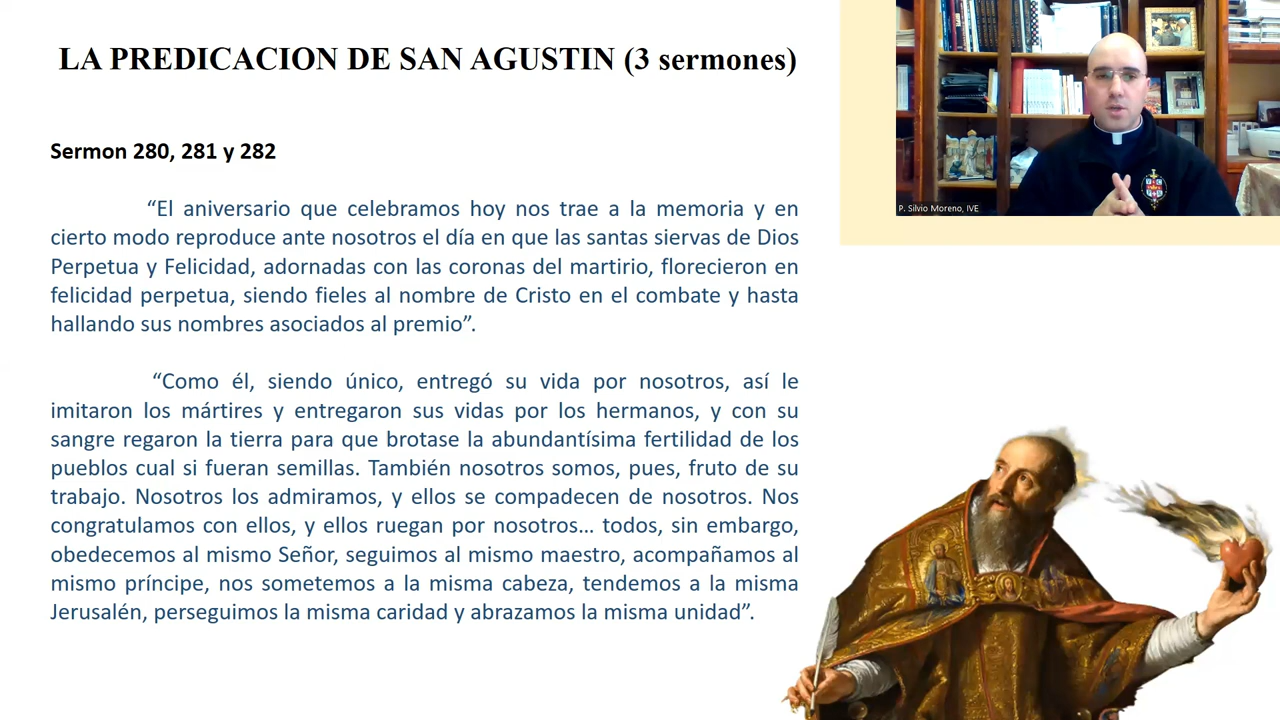 LA PREDICACION DE SAN AGUSTIN (3 sermones)
P. Silvio Moreno, IVE
Sermon 280, 281 y 282
“El aniversario que celebramos hoy nos trae a la memoria y en
cierto modo reproduce ante nosotros el día en que las santas siervas de Dios
Perpetua y Felicidad, adornadas con las coronas del martirio, florecieron en
felicidad perpetua, siendo fieles al nombre de Cristo en el combate y hasta
hallando sus nombres asociados al premio”.
“Como él, siendo único, entregó su vida por nosotros, así le
imitaron los mártires y entregaron sus vidas por los hermanos, y con su
sangre regaron la tierra para que brotase la abundantísima fertilidad de los
pueblos cual si fueran semillas. También nosotros somos, pues, fruto de su
trabajo. Nosotros los admiramos, y ellos se compadecen de nosotros. Nos
congratulamos con ellos, y ellos ruegan por nosotros... todos, sin embargo,
obedecemos al mismo Señor, seguimos al mismo maestro, acompañamos al
mismo príncipe, nos sometemos a la misma cabeza, tendemos a la misma
Jerusalén, perseguimos la misma caridad y abrazamos la misma unidad”.